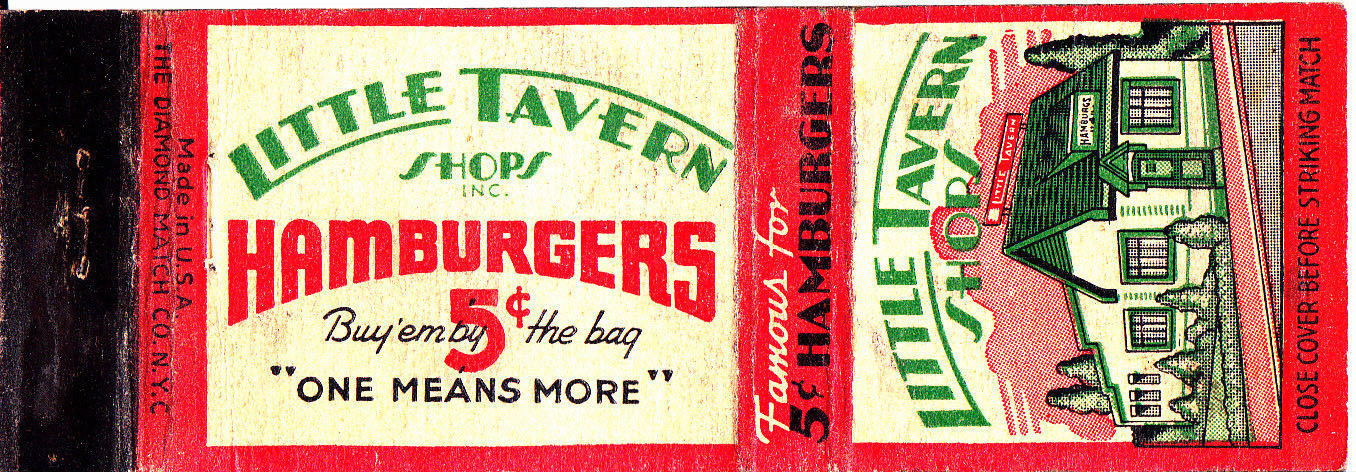 THE DIAMOND MATCH CO. N.Y.C
Made in U.S.A.
LITTLE TAVERN
SHOPS
INC.
HAMBURGERS
5¢
Buy 'em by the bag
"ONE MEANS MORE"
Famous for
5¢ HAMBURGERS
LITTLE TAVERN
SHOPS
LITTLE TAVERN
HAMBURGS
CLOSE COVER BEFORE STRIKING MATCH